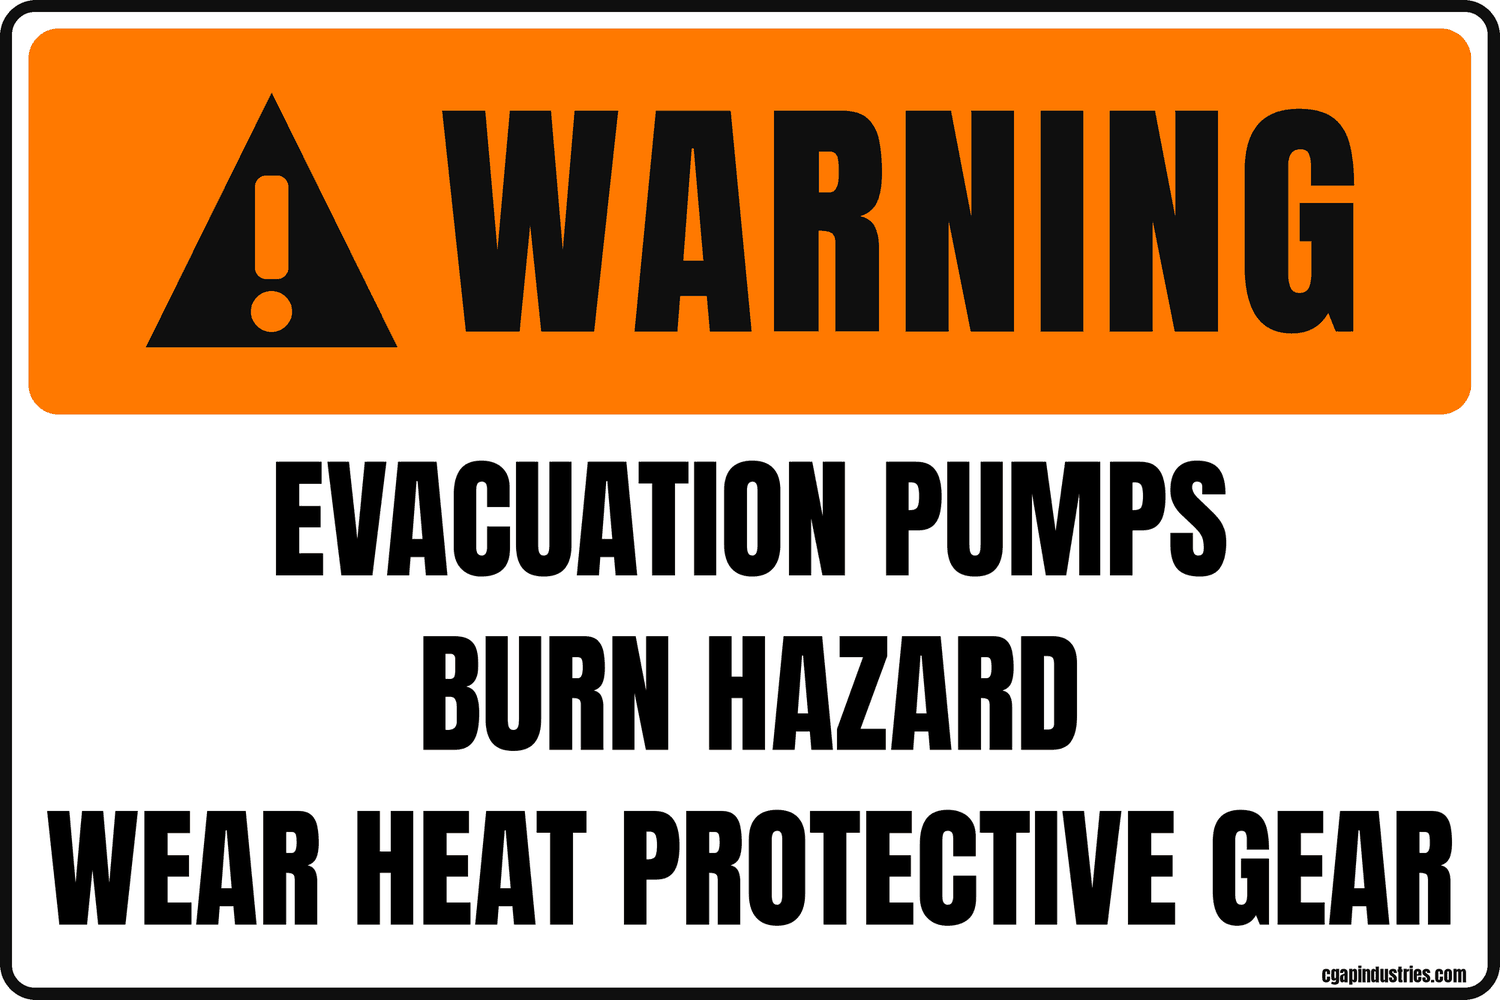 WARNING
EVACUATION PUMPS
BURN HAZARD
WEAR HEAT PROTECTIVE GEAR
cgapindustries.com